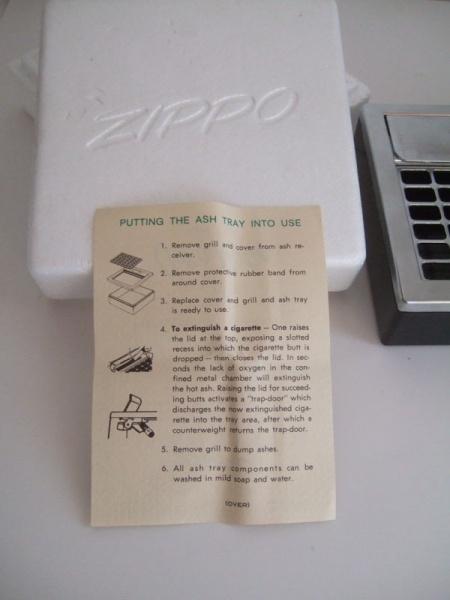 ZIPPO
PUTTING THE ASH TRAY INTO USE
1. Remove grill and cover from ash re-
ceiver.
2. Remove protective rubber band from
around cover.
3. Replace cover and grill and ash tray
is ready to use.
4. To extinguish a cigarette — One raises
the lid at the top, exposing a slotted
recess into which the cigarette butt is
dropped — then closes the lid. In sec-
onds the lack of oxygen in the con-
fined metal chamber will extinguish
the hot ash. Raising the lid for succeed-
ing butts activates a "trap-door" which
discharges the now extinguished ciga-
rette into the tray area, after which a
counterweight returns the trap-door.
5. Remove grill to dump ashes.
6. All ash tray components can be
washed in mild soap and water.
(OVER)